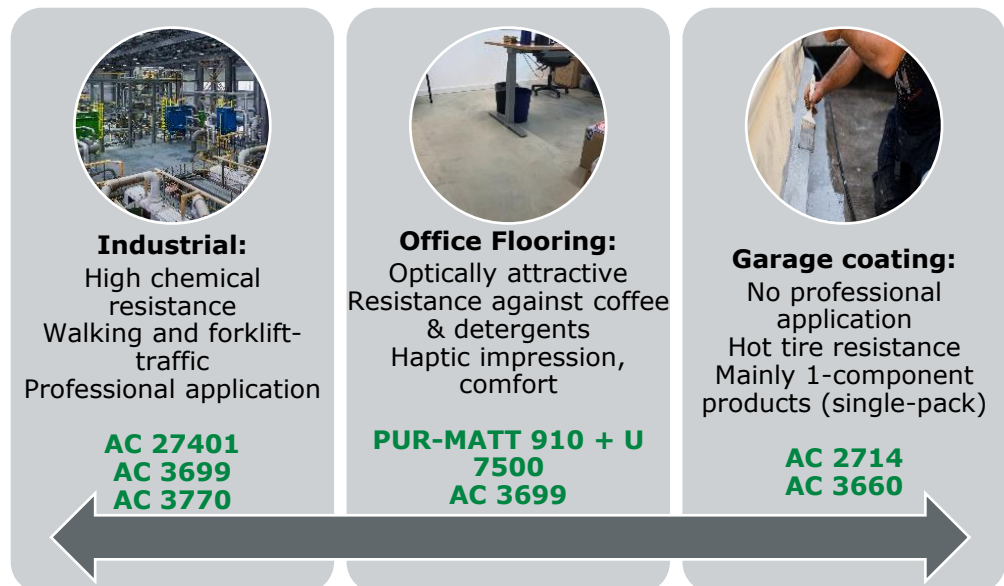 Industrial:
High chemical
resistance
Walking and forklift-
traffic
Professional application
AC 27401
AC 3699
AC 3770
Office Flooring:
Optically attractive
Resistance against coffee
& detergents
Haptic impression,
comfort
PUR-MATT 910 + U
7500
AC 3699
Garage coating:
No professional
application
Hot tire resistance
Mainly 1-component
products (single-pack)
AC 2714
AC 3660